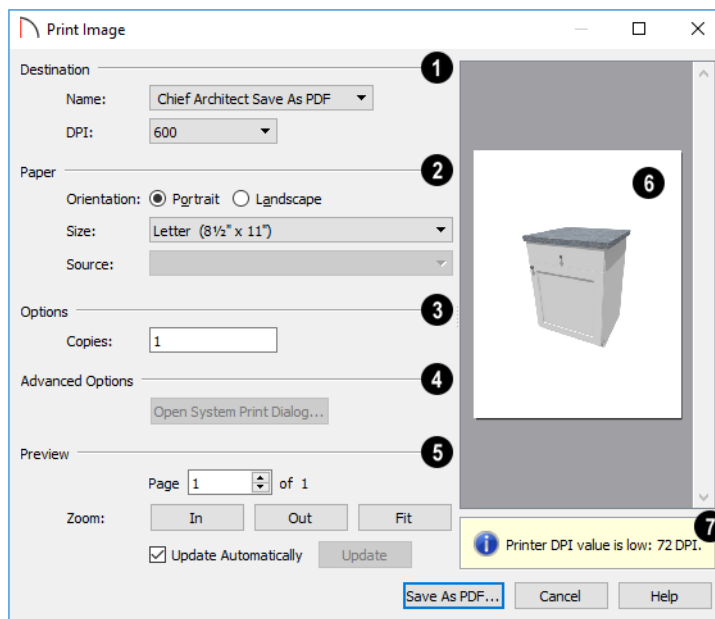 Print Image
Destination 1
Name: Chief Architect Save As PDF
DPI: 600
Paper 2
Orientation: Portrait Landscape
Size: Letter (8½" x 11")
Source:
Options 3
Copies: 1
Advanced Options 4
Open System Print Dialog...
Preview 5
Page 1 of 1
Zoom: In Out Fit
Update Automatically Update
6
7
Printer DPI value is low: 72 DPI.
Save As PDF... Cancel Help